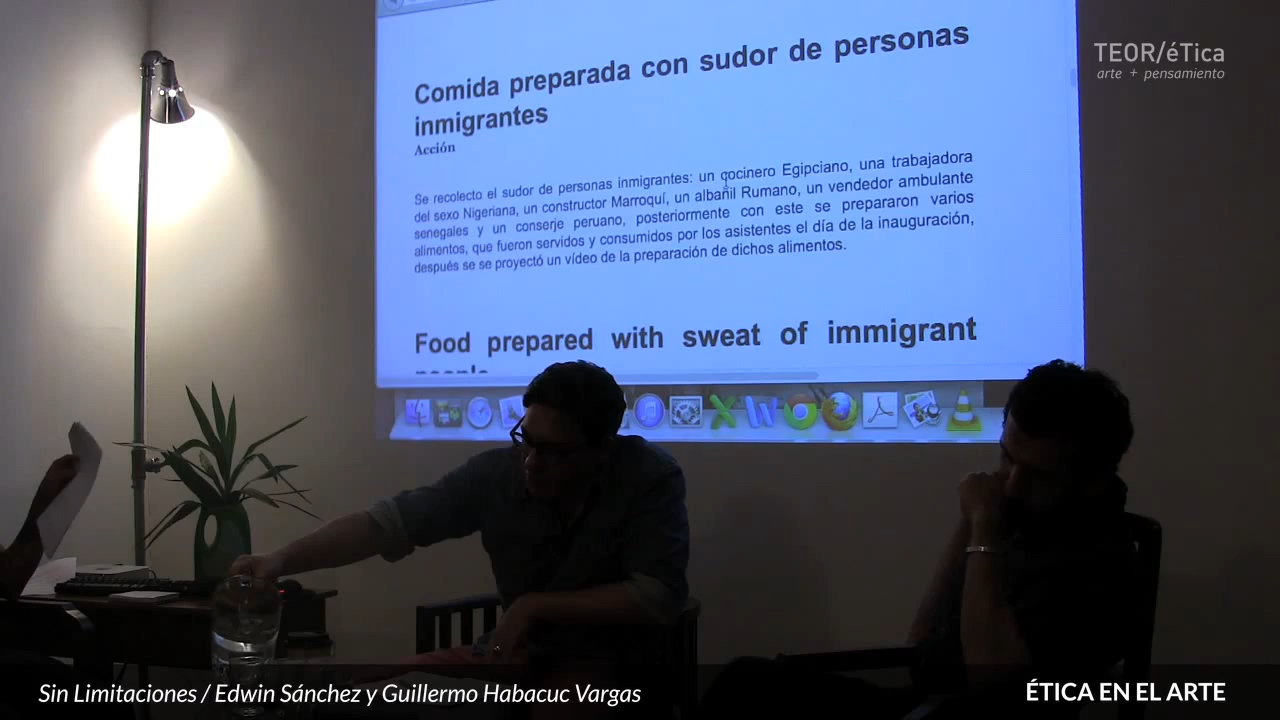 TEOR/éTica
arte + pensamiento
Comida preparada con sudor de personas
inmigrantes
Acción
Se recolecto el sudor de personas inmigrantes: un qocinero Egipciano, una trabajadora
del sexo Nigeriana, un constructor Marroquí, un albañil Rumano, un vendedor ambulante
senegales y un conserje peruano, posteriormente con este se prepararon varios
alimentos, que fueron servidos y consumidos por los asistentes el día de la inauguración,
después se se proyectó un vídeo de la preparación de dichos alimentos.
Food prepared with sweat of immigrant
Sin Limitaciones / Edwin Sánchez y Guillermo Habacuc Vargas
ÉTICA EN EL ARTE